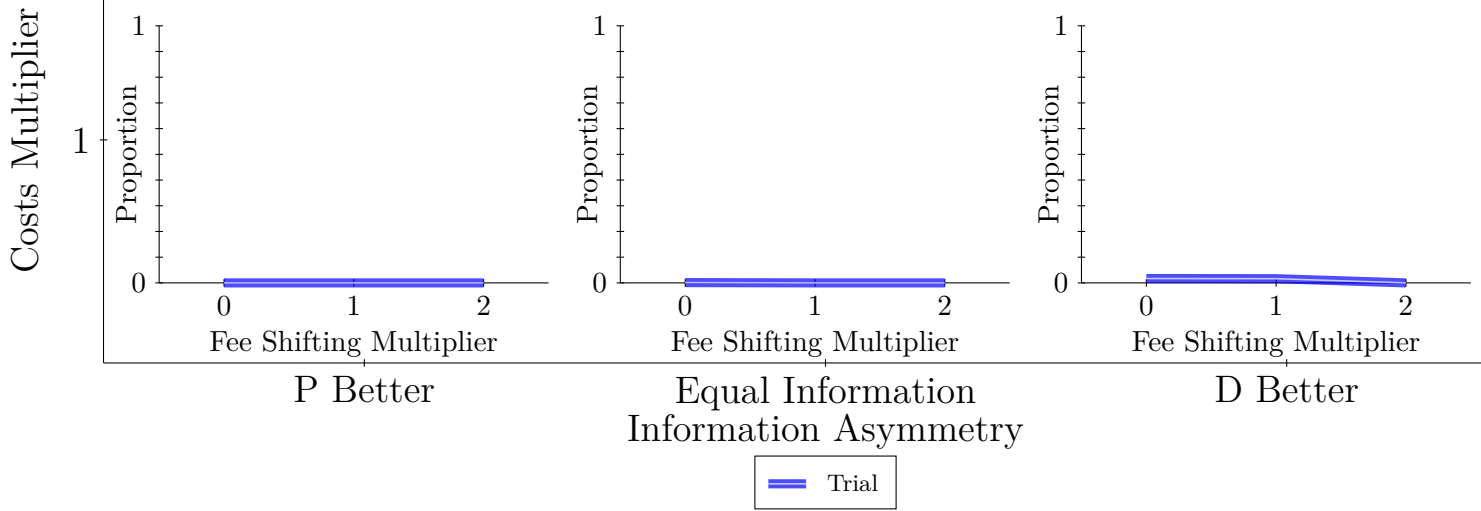 Costs Multiplier
1
1
0
Proportion
0 1 2
Fee Shifting Multiplier
1
0
Proportion
0 1 2
Fee Shifting Multiplier
1
0
Proportion
0 1 2
Fee Shifting Multiplier
P Better
Equal Information
D Better
Information Asymmetry
Trial